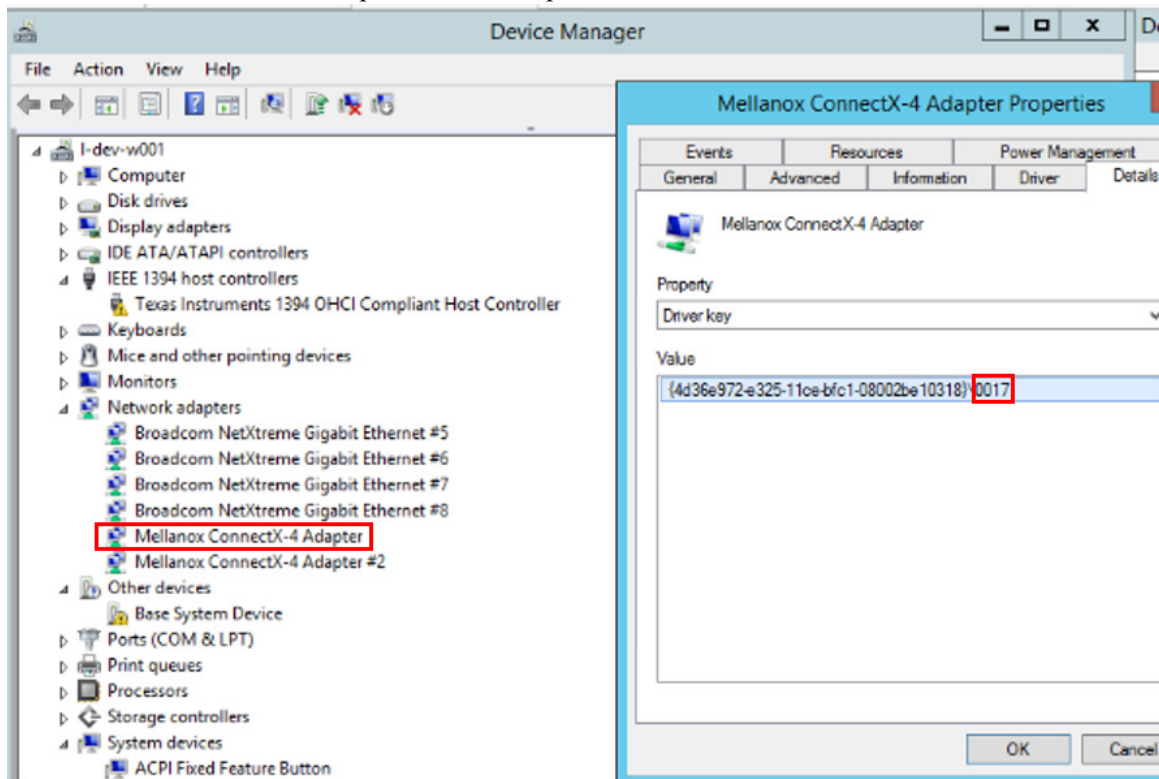 Device Manager
File Action View Help
l-dev-w001
Computer
Disk drives
Display adapters
IDE ATA/ATAPI controllers
IEEE 1394 host controllers
Texas Instruments 1394 OHCI Compliant Host Controller
Keyboards
Mice and other pointing devices
Monitors
Network adapters
Broadcom NetXtreme Gigabit Ethernet #5
Broadcom NetXtreme Gigabit Ethernet #6
Broadcom NetXtreme Gigabit Ethernet #7
Broadcom NetXtreme Gigabit Ethernet #8
Mellanox ConnectX-4 Adapter
Mellanox ConnectX-4 Adapter #2
Other devices
Base System Device
Ports (COM & LPT)
Print queues
Processors
Storage controllers
System devices
ACPI Fixed Feature Button
Mellanox ConnectX-4 Adapter Properties
Events Resources Power Management
General Advanced Information Driver Details
Mellanox ConnectX-4 Adapter
Property
Driver key
Value
{4d36e972-e325-11ce-bfc1-08002be10318}\0017
OK Cancel